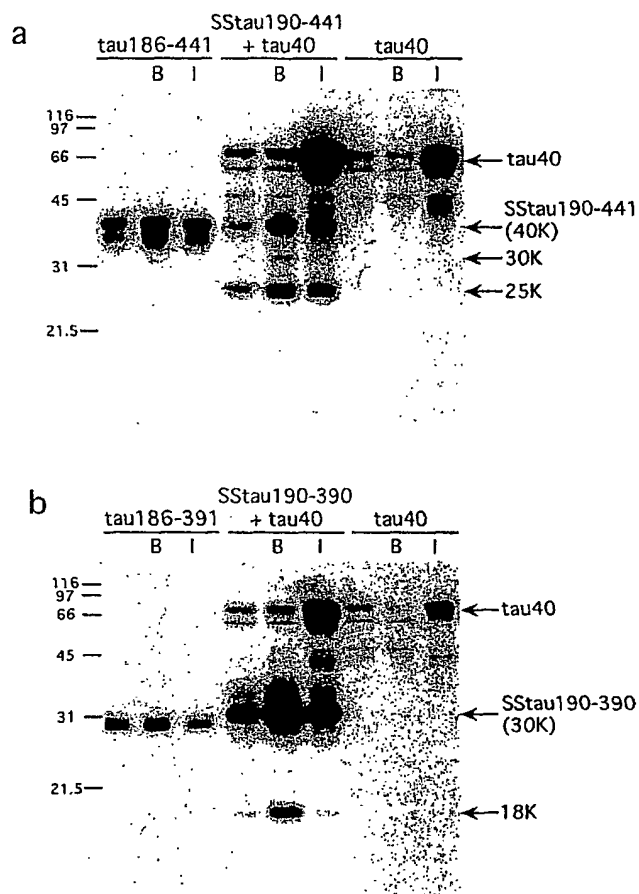 a
SStau190-441
tau186-441 + tau40 tau40
B I B I B I
116
97
66
45
31
21.5
tau40
SStau190-441
(40K)
30K
25K
b
SStau190-390
tau186-391 + tau40 tau40
B I B I B I
116
97
66
45
31
21.5
tau40
SStau190-390
(30K)
18K